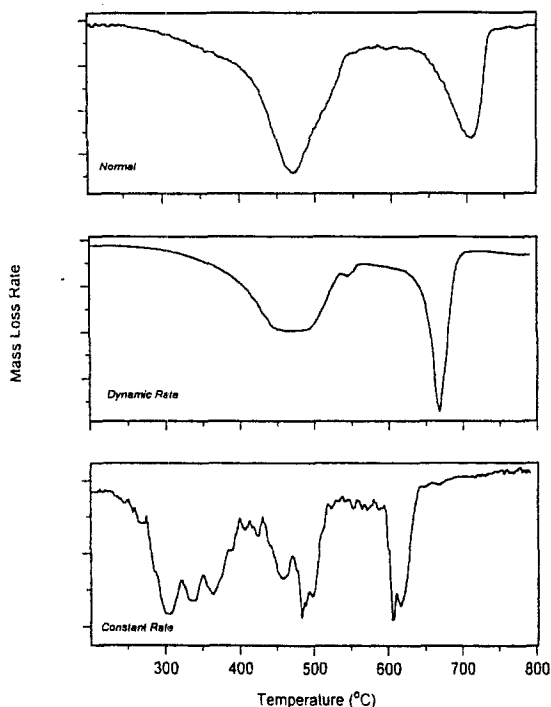 Normal
Mass Loss Rate
Dynamic Rate
Constant Rate
300 400 500 600 700 800
Temperature (°C)